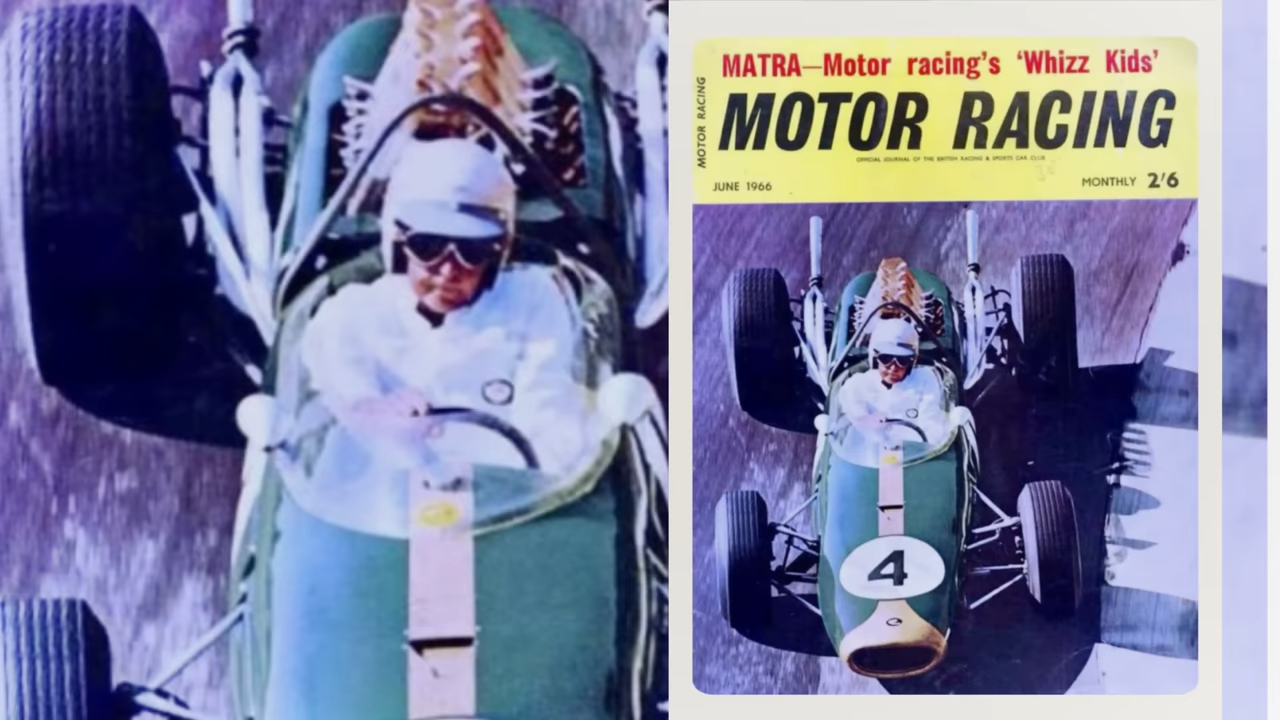 MATRA—Motor racing's 'Whizz Kids'
MOTOR RACING
MOTOR RACING
OFFICIAL JOURNAL OF THE BRITISH RACING & SPORTS CAR CLUB
JUNE 1966
MONTHLY 2'6
4